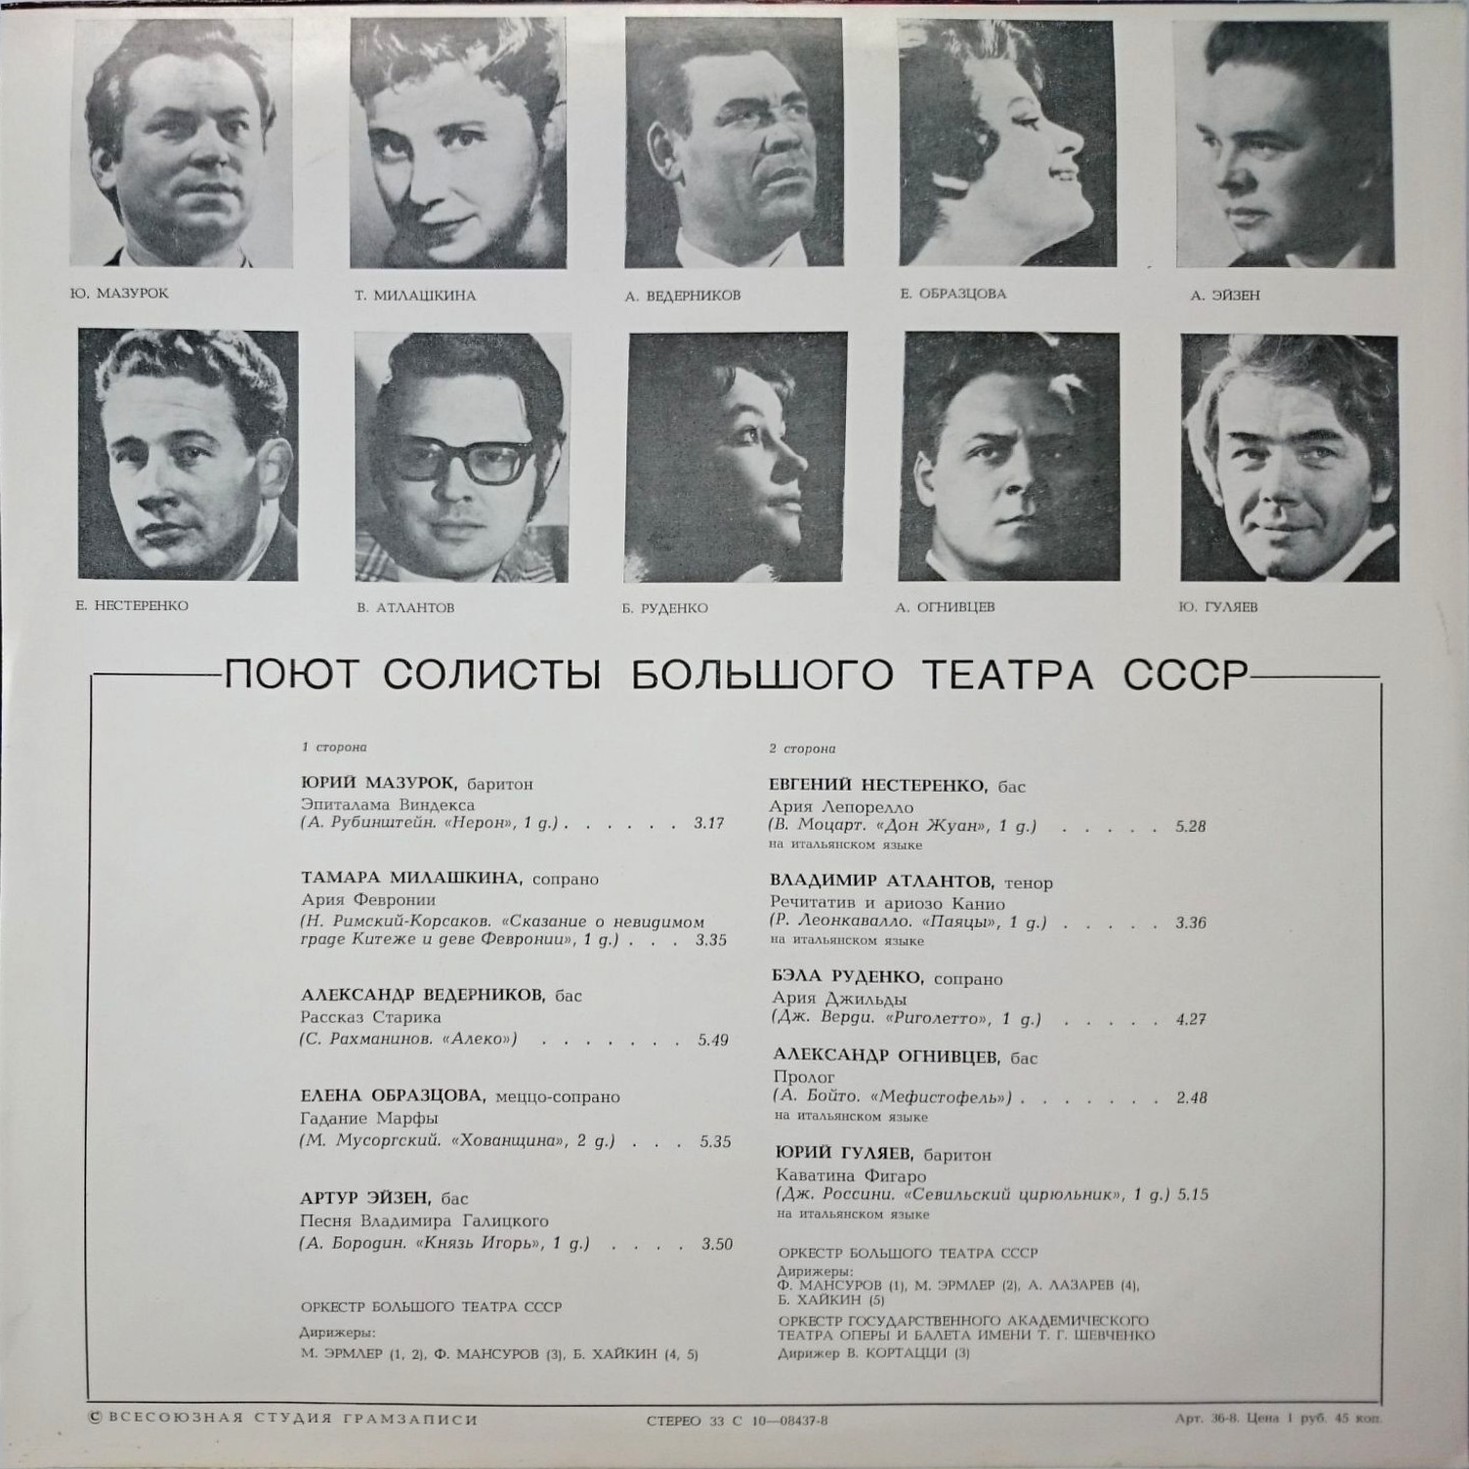 Ю. МАЗУРОК
Т. МИЛАШКИНА
А. ВЕДЕРНИКОВ
Е. ОБРАЗЦОВА
А. ЭЙЗЕН
Е. НЕСТЕРЕНКО
В. АТЛАНТОВ
Б. РУДЕНКО
А. ОГНИВЦЕВ
Ю. ГУЛЯЕВ
ПОЮТ СОЛИСТЫ БОЛЬШОГО ТЕАТРА СССР
1 сторона
ЮРИЙ МАЗУРОК, баритон
Эпиталама Виндекса
(А. Рубинштейн. «Нерон», 1 д.) . . . . . . 3.17
ТАМАРА МИЛАШКИНА, сопрано
Ария Февронии
(Н. Римский-Корсаков. «Сказание о невидимом
граде Китеже и деве Февронии», 1 д.) . . . 3.35
АЛЕКСАНДР ВЕДЕРНИКОВ, бас
Рассказ Старика
(С. Рахманинов. «Алеко») . . . . . . . 5.49
ЕЛЕНА ОБРАЗЦОВА, меццо-сопрано
Гадание Марфы
(М. Мусоргский. «Хованщина», 2 д.) . . . 5.35
АРТУР ЭЙЗЕН, бас
Песня Владимира Галицкого
(А. Бородин. «Князь Игорь», 1 д.) . . . . 3.50
ОРКЕСТР БОЛЬШОГО ТЕАТРА СССР
Дирижеры:
М. ЭРМЛЕР (1, 2), Ф. МАНСУРОВ (3), Б. ХАЙКИН (4, 5)
2 сторона
ЕВГЕНИЙ НЕСТЕРЕНКО, бас
Ария Лепорелло
(В. Моцарт. «Дон Жуан», 1 д.) . . . . . 5.28
на итальянском языке
ВЛАДИМИР АТЛАНТОВ, тенор
Речитатив и ариозо Канио
(Р. Леонкавалло. «Паяцы», 1 д.) . . . . . 3.36
на итальянском языке
БЭЛА РУДЕНКО, сопрано
Ария Джильды
(Дж. Верди. «Риголетто», 1 д.) . . . . . 4.27
АЛЕКСАНДР ОГНИВЦЕВ, бас
Пролог
(А. Бойто. «Мефистофель») . . . . . . . 2.48
на итальянском языке
ЮРИЙ ГУЛЯЕВ, баритон
Каватина Фигаро
(Дж. Россини. «Севильский цирюльник», 1 д.) 5.15
на итальянском языке
ОРКЕСТР БОЛЬШОГО ТЕАТРА СССР
Дирижеры:
Ф. МАНСУРОВ (1), М. ЭРМЛЕР (2), А. ЛАЗАРЕВ (4),
Б. ХАЙКИН (5)
ОРКЕСТР ГОСУДАРСТВЕННОГО АКАДЕМИЧЕСКОГО
ТЕАТРА ОПЕРЫ И БАЛЕТА ИМЕНИ Т. Г. ШЕВЧЕНКО
Дирижер В. КОРТАЦЦИ (3)
© ВСЕСОЮЗНАЯ СТУДИЯ ГРАМЗАПИСИ
СТЕРЕО 33 С 10—08437-8
Арт. 36-8. Цена 1 руб. 45 коп.